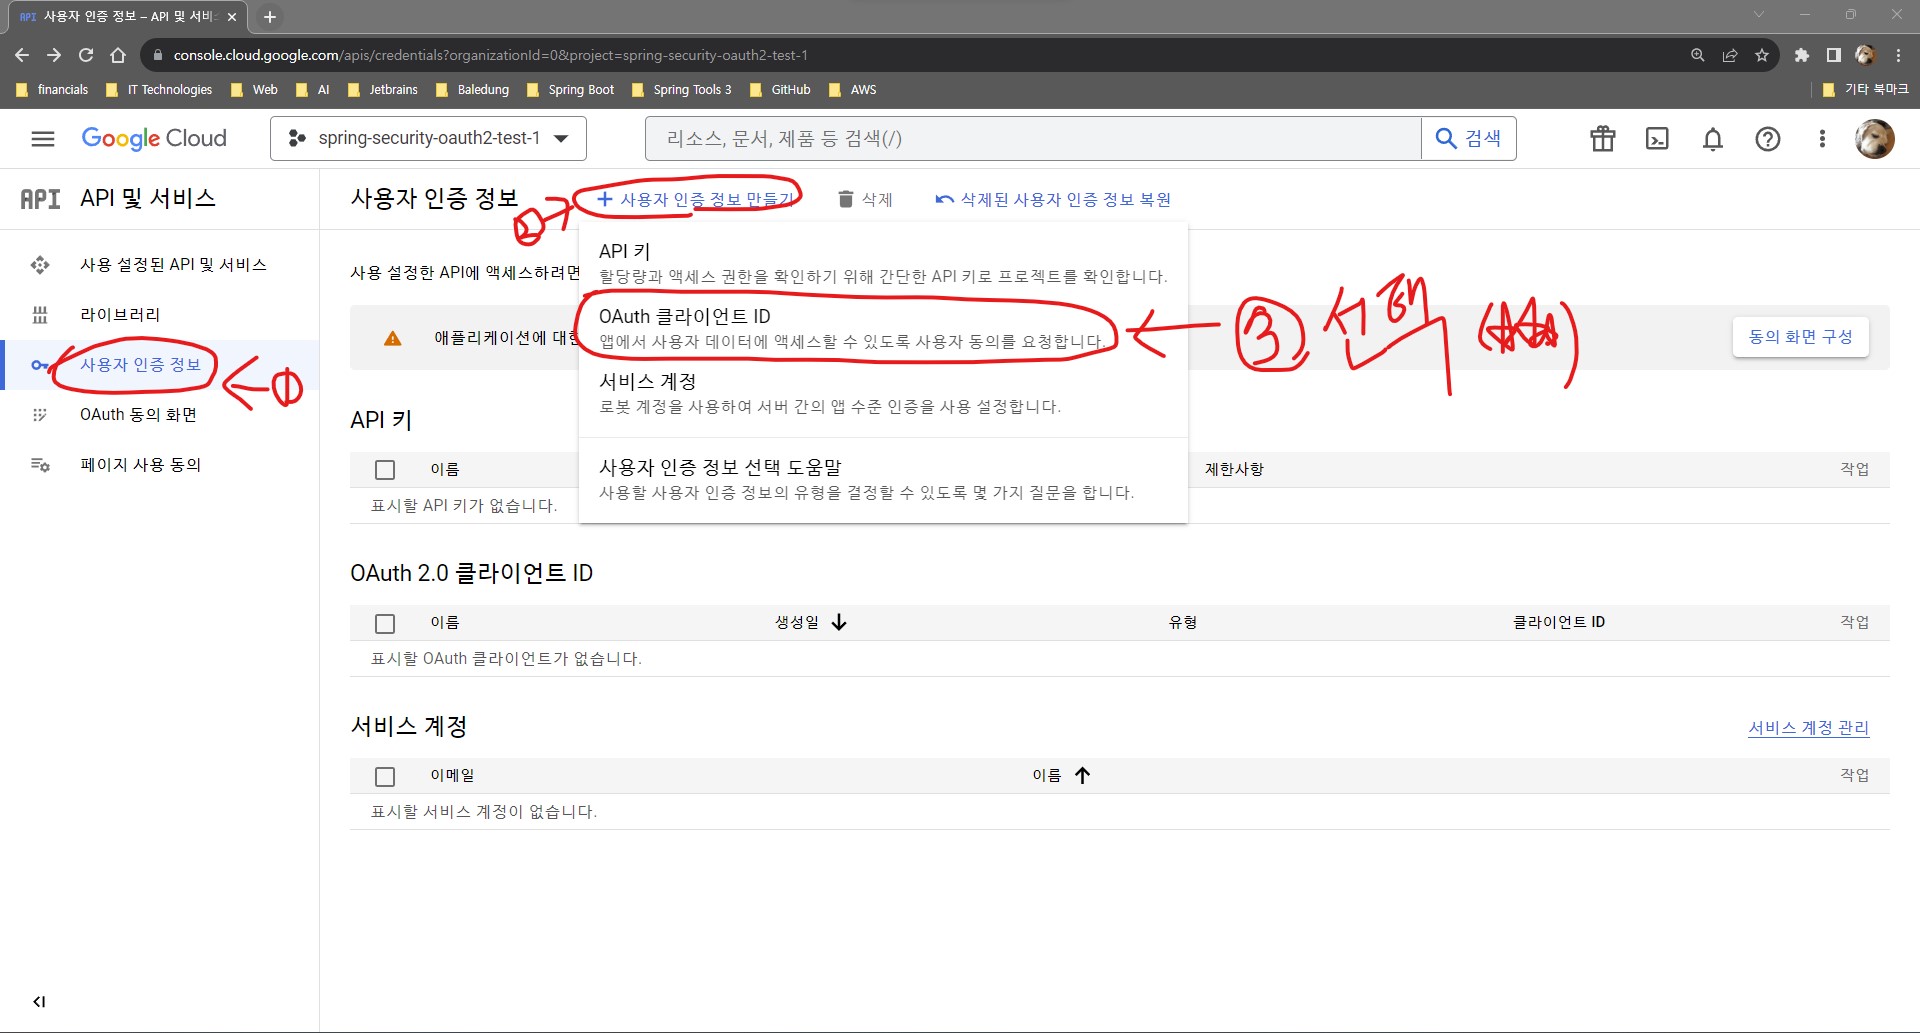 API 사용자 인증 정보 – API 및 서비스
console.cloud.google.com/apis/credentials?organizationId=0&project=spring-security-oauth2-test-1
financials IT Technologies Web AI Jetbrains Baledung Spring Boot Spring Tools 3 GitHub AWS 기타 북마크
Google Cloud spring-security-oauth2-test-1 리소스, 문서, 제품 등 검색(/) 검색
API API 및 서비스
사용 설정된 API 및 서비스
라이브러리
사용자 인증 정보
①
OAuth 동의 화면
페이지 사용 동의
사용자 인증 정보 + 사용자 인증 정보 만들기 삭제 삭제된 사용자 인증 정보 복원
②
사용 설정한 API에 액세스하려면
애플리케이션에 대한
동의 화면 구성
API 키
할당량과 액세스 권한을 확인하기 위해 간단한 API 키로 프로젝트를 확인합니다.
OAuth 클라이언트 ID
앱에서 사용자 데이터에 액세스할 수 있도록 사용자 동의를 요청합니다.
③ 선택 (☆☆☆)
서비스 계정
로봇 계정을 사용하여 서버 간의 앱 수준 인증을 사용 설정합니다.
사용자 인증 정보 선택 도움말
사용할 사용자 인증 정보의 유형을 결정할 수 있도록 몇 가지 질문을 합니다.
API 키
이름 제한사항 작업
표시할 API 키가 없습니다.
OAuth 2.0 클라이언트 ID
이름 생성일 유형 클라이언트 ID 작업
표시할 OAuth 클라이언트가 없습니다.
서비스 계정 서비스 계정 관리
이메일 이름 작업
표시할 서비스 계정이 없습니다.